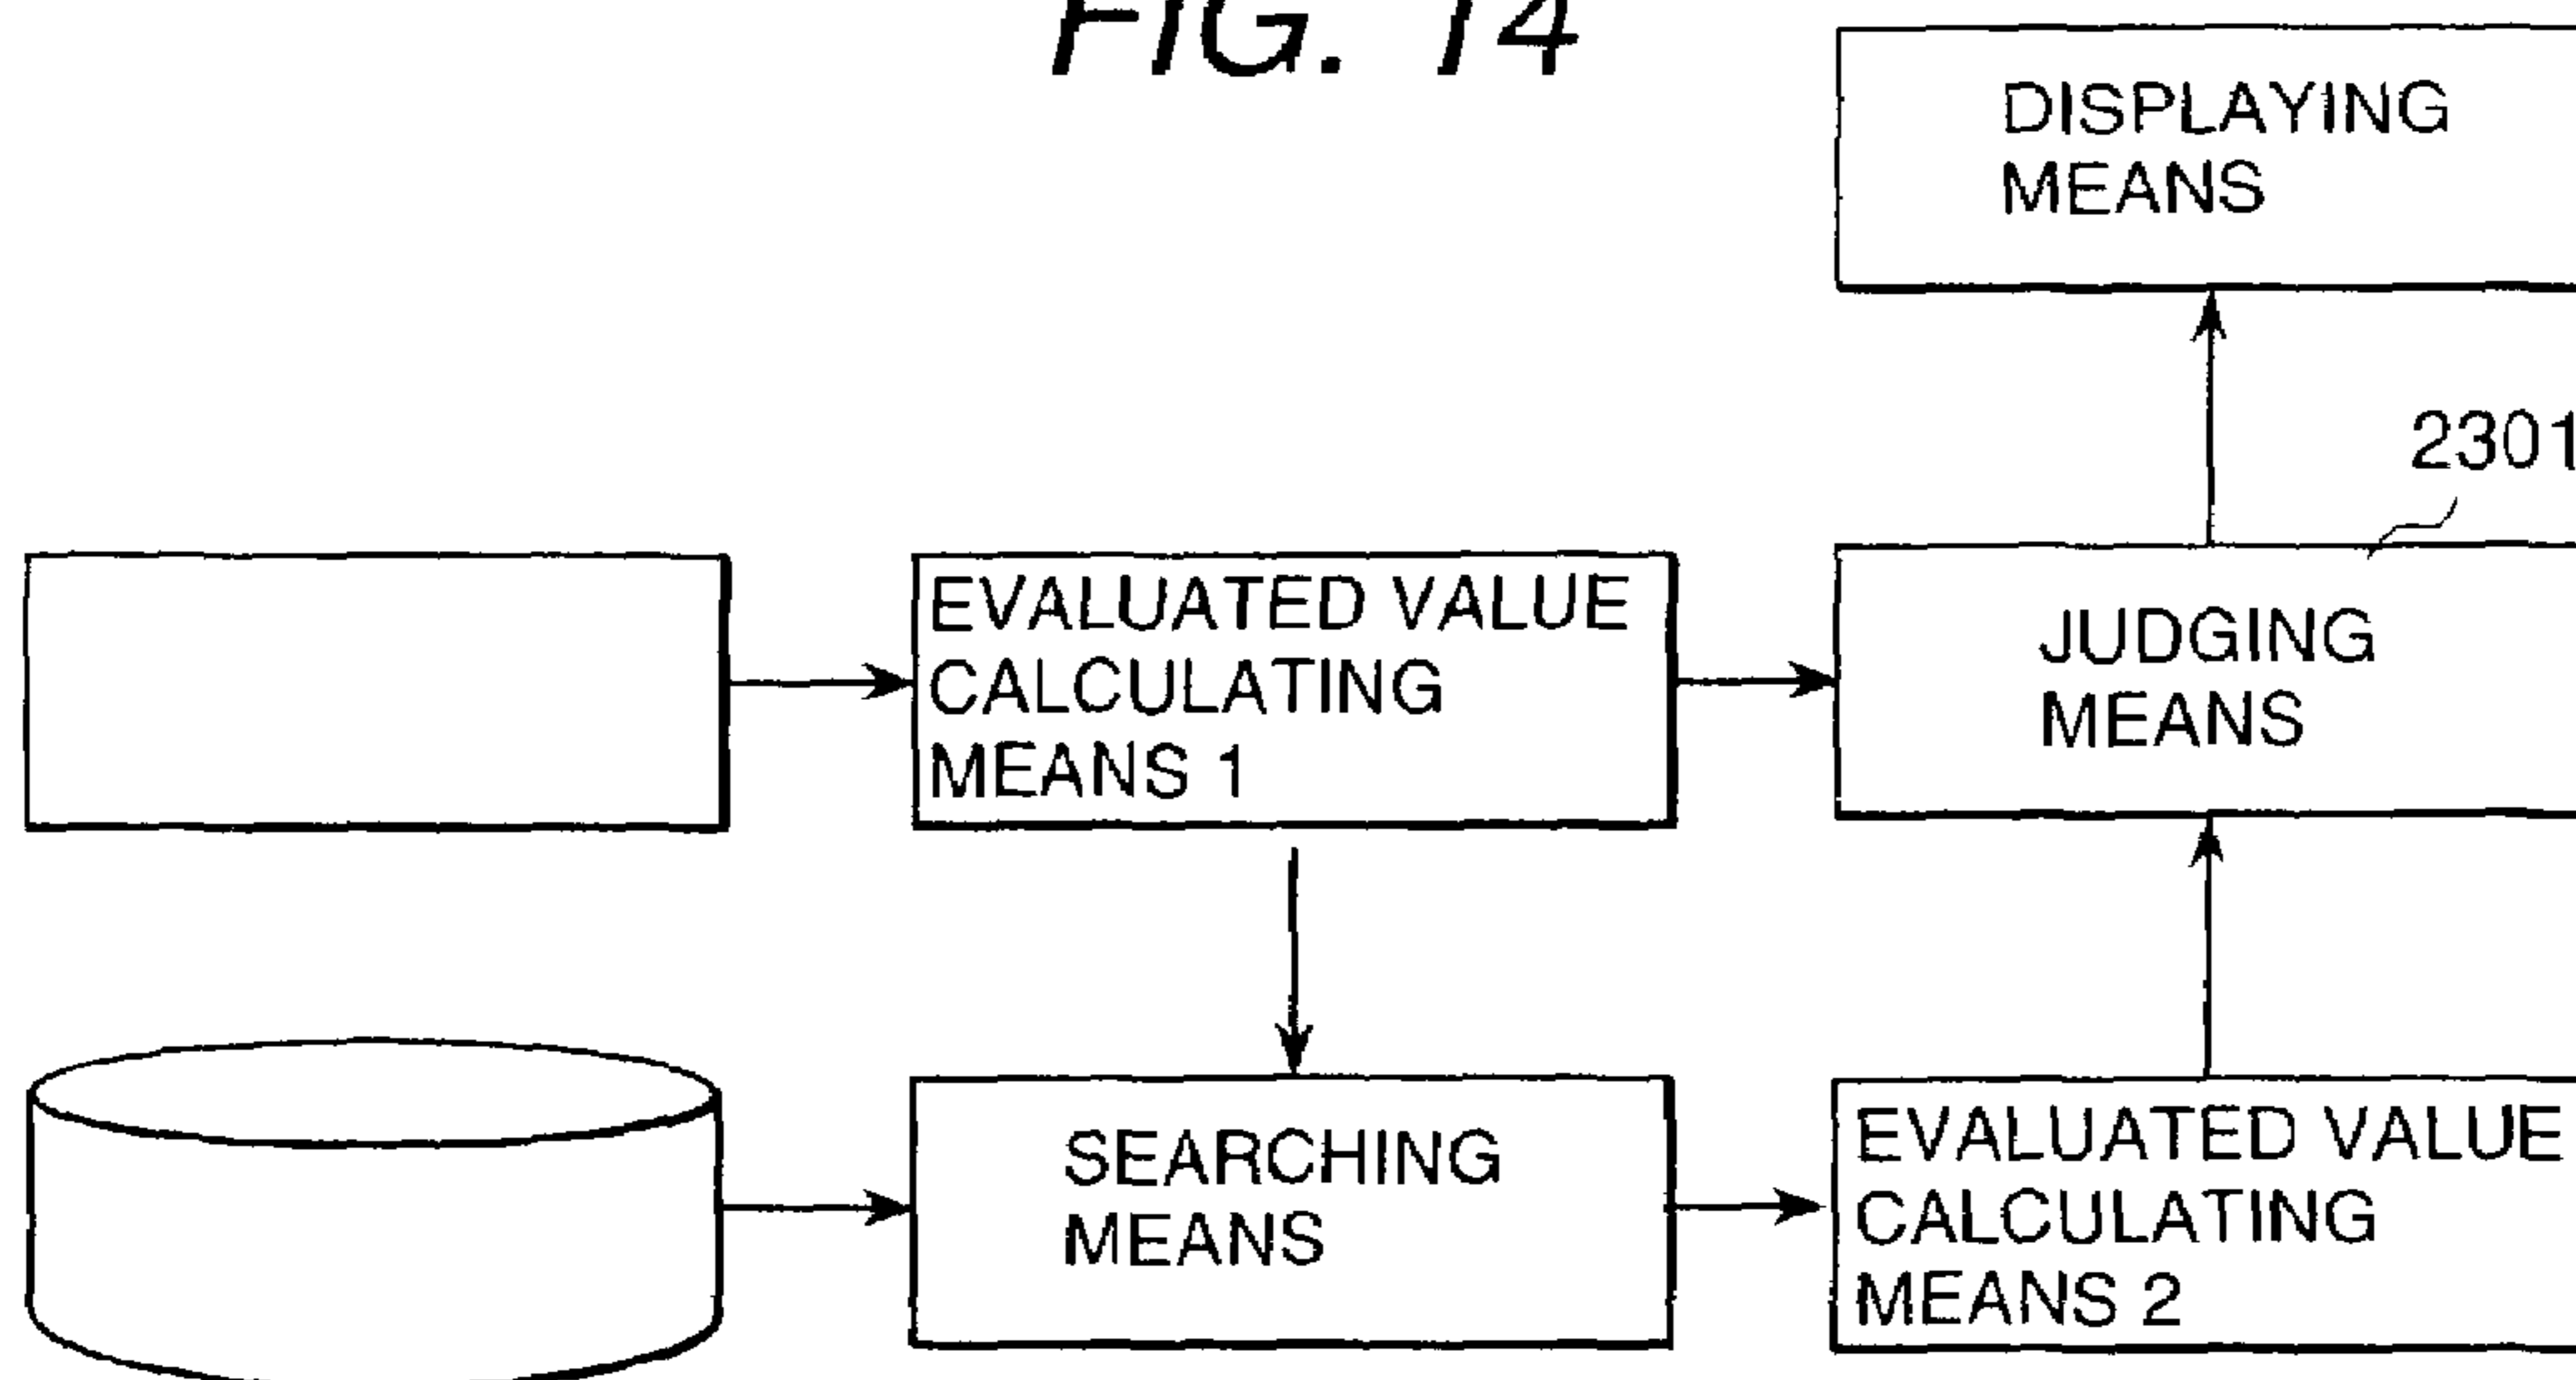 FIG. 14
DISPLAYING
MEANS
2301
EVALUATED VALUE
CALCULATING
MEANS 1
JUDGING
MEANS
SEARCHING
MEANS
EVALUATED VALUE
CALCULATING
MEANS 2